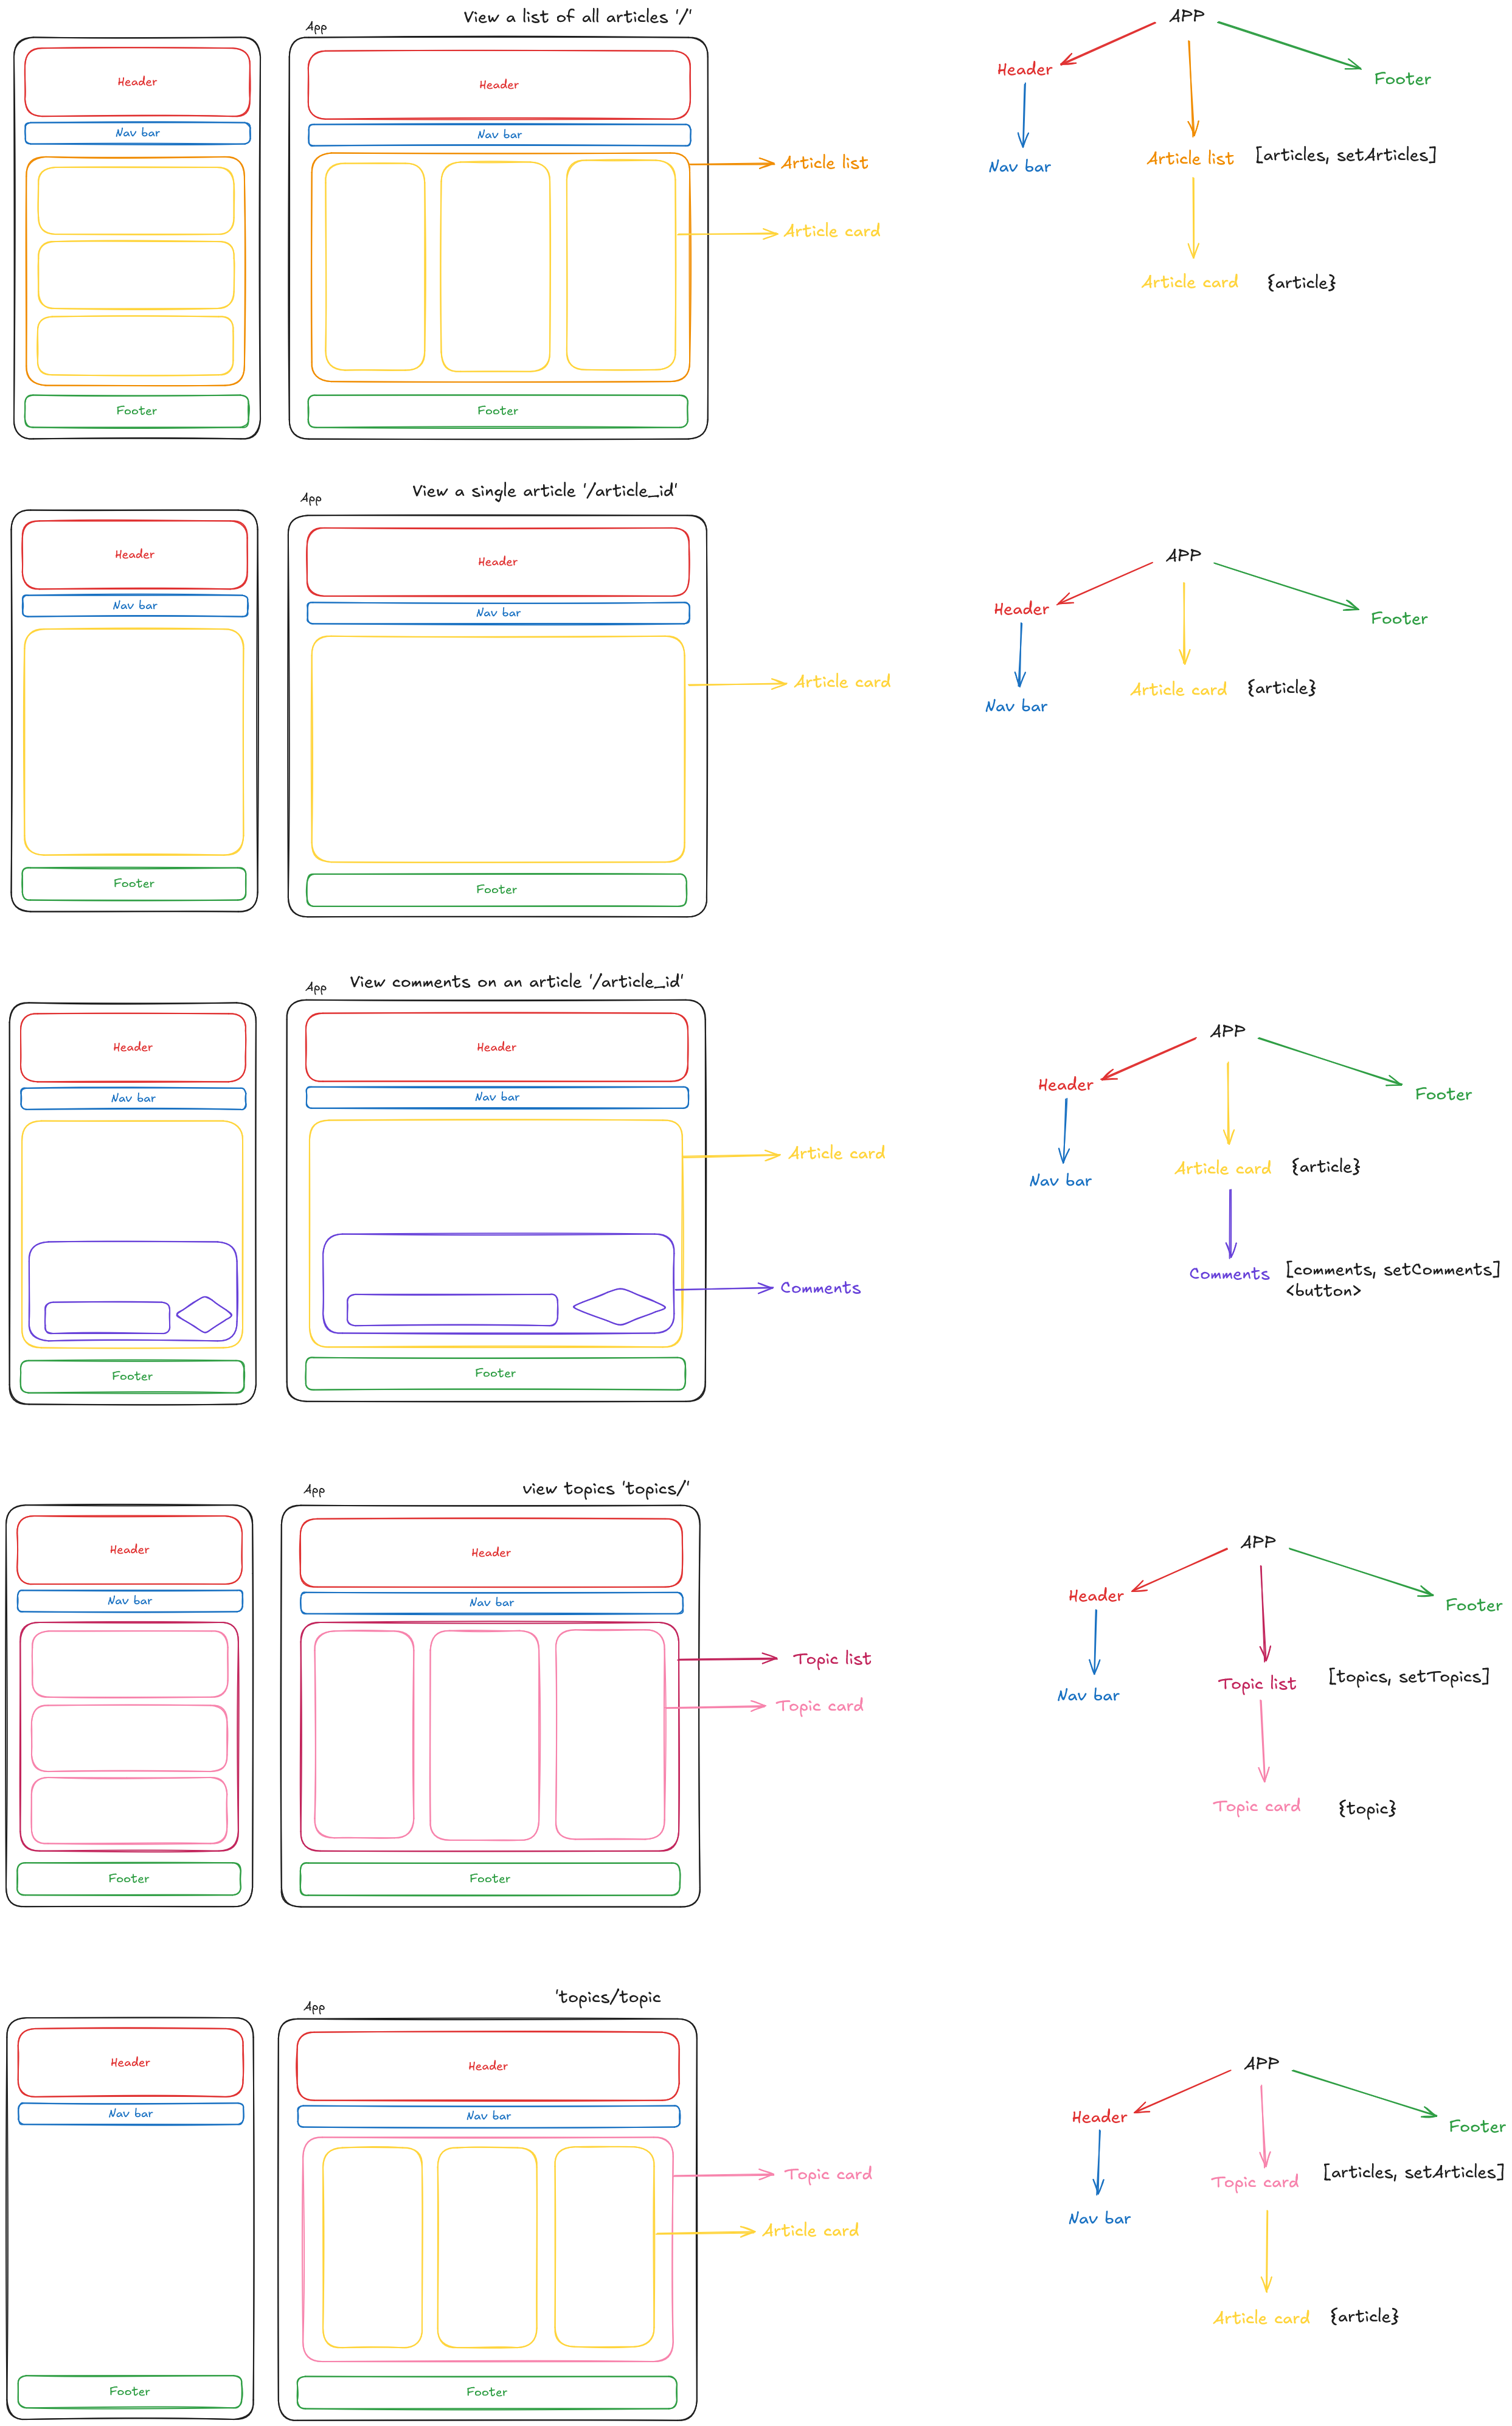 View a list of all articles '/'
App
Header
Nav bar
Footer
Header
Nav bar
Footer
Article list
Article card
APP
Header
Footer
Nav bar
Article list
[articles, setArticles]
Article card
{article}
View a single article '/article_id'
App
Header
Nav bar
Footer
Header
Nav bar
Footer
Article card
APP
Header
Footer
Nav bar
Article card
{article}
View comments on an article '/article_id'
App
Header
Nav bar
Footer
Header
Nav bar
Footer
Article card
Comments
APP
Header
Footer
Nav bar
Article card
{article}
Comments
[comments, setComments]
<button>
view topics 'topics/'
App
Header
Nav bar
Footer
Header
Nav bar
Footer
Topic list
Topic card
APP
Header
Footer
Nav bar
Topic list
[topics, setTopics]
Topic card
{topic}
'topics/topic
App
Header
Nav bar
Footer
Header
Nav bar
Footer
Topic card
Article card
APP
Header
Footer
Nav bar
Topic card
[articles, setArticles]
Article card
{article}